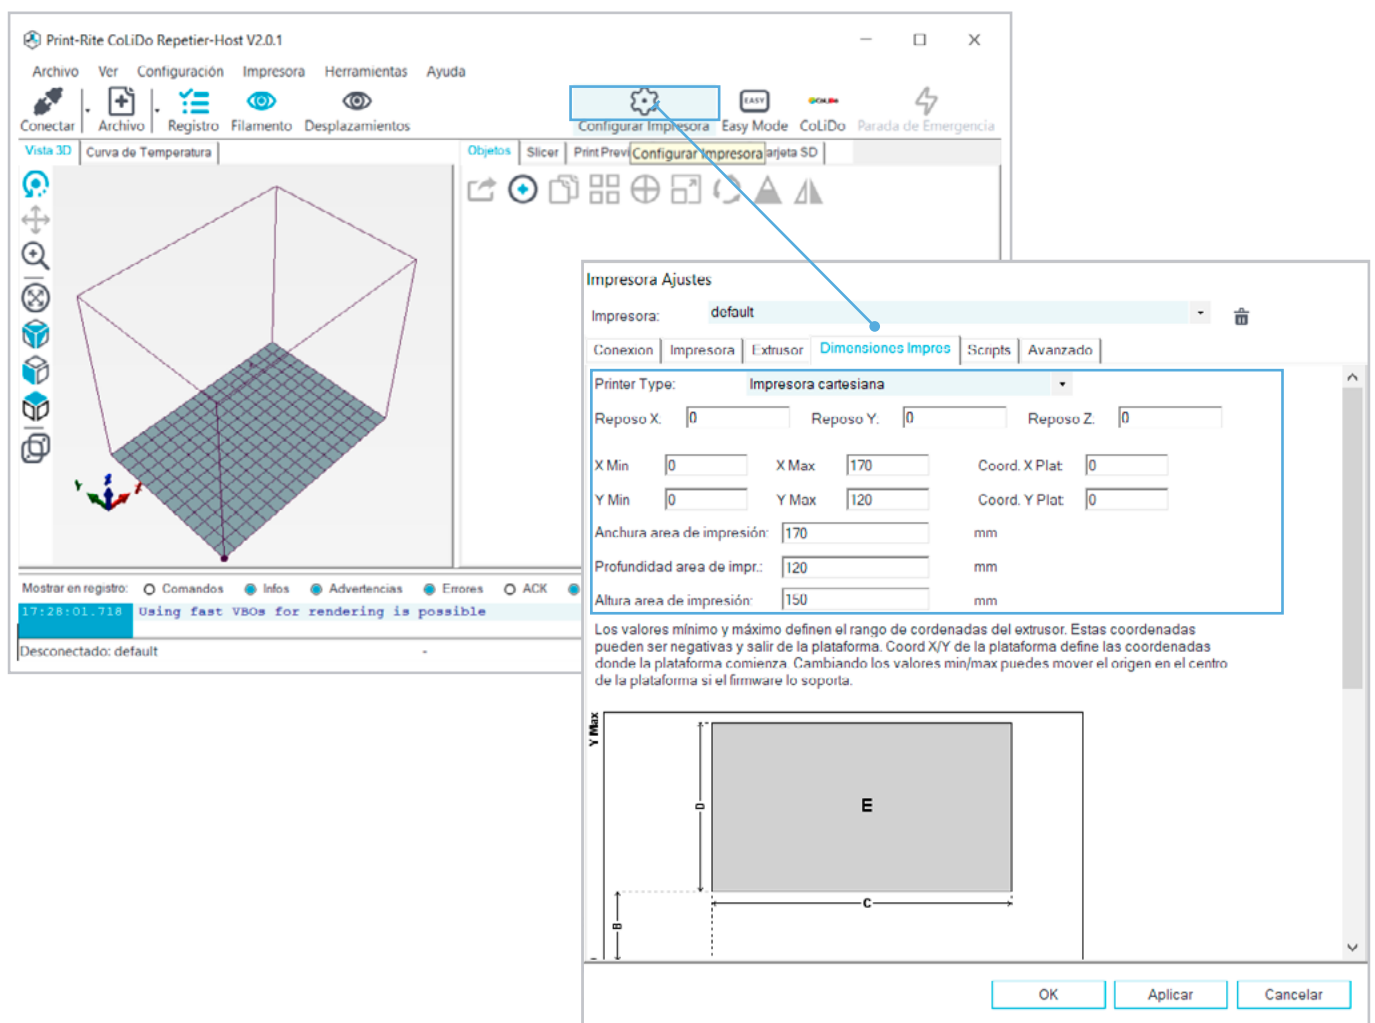 Print-Rite CoLiDo Repetier-Host V2.0.1
Archivo Ver Configuración Impresora Herramientas Ayuda
EASY
Conectar Archivo Registro Filamento Desplazamientos Configurar Impresora Easy Mode CoLiDo Parada de Emergencia
Vista 3D Curva de Temperatura Objetos Slicer Print Previ Configurar Impresora arjeta SD
Y Z X
Mostrar en registro: Comandos Infos Advertencias Errores ACK
17:28:01.718 Using fast VBOs for rendering is possible
Desconectado: default -
Impresora Ajustes
Impresora: default
Conexion Impresora Extrusor Dimensiones Impres Scripts Avanzado
Printer Type: Impresora cartesiana
Reposo X: 0 Reposo Y: 0 Reposo Z: 0
X Min 0 X Max 170 Coord. X Plat: 0
Y Min 0 Y Max 120 Coord. Y Plat: 0
Anchura area de impresión: 170 mm
Profundidad area de impr.: 120 mm
Altura area de impresión: 150 mm
Los valores mínimo y máximo definen el rango de cordenadas del extrusor. Estas coordenadas
pueden ser negativas y salir de la plataforma. Coord X/Y de la plataforma define las coordenadas
donde la plataforma comienza. Cambiando los valores min/max puedes mover el origen en el centro
de la plataforma si el firmware lo soporta.
Y Max
D
E
C
B
OK Aplicar Cancelar